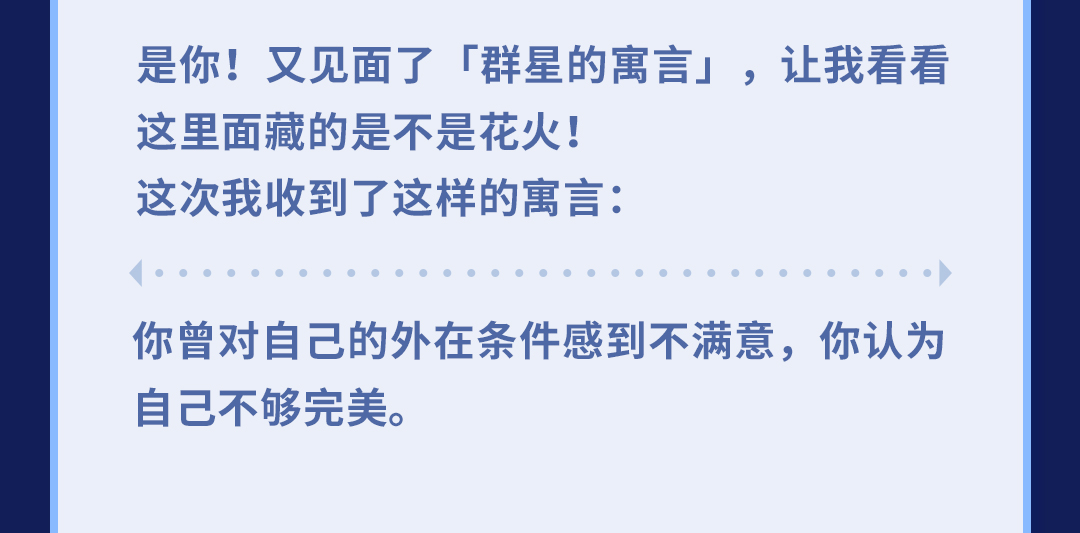 是你！又见面了「群星的寓言」，让我看看
这里面藏的是不是花火！
这次我收到了这样的寓言：
你曾对自己的外在条件感到不满意，你认为
自己不够完美。